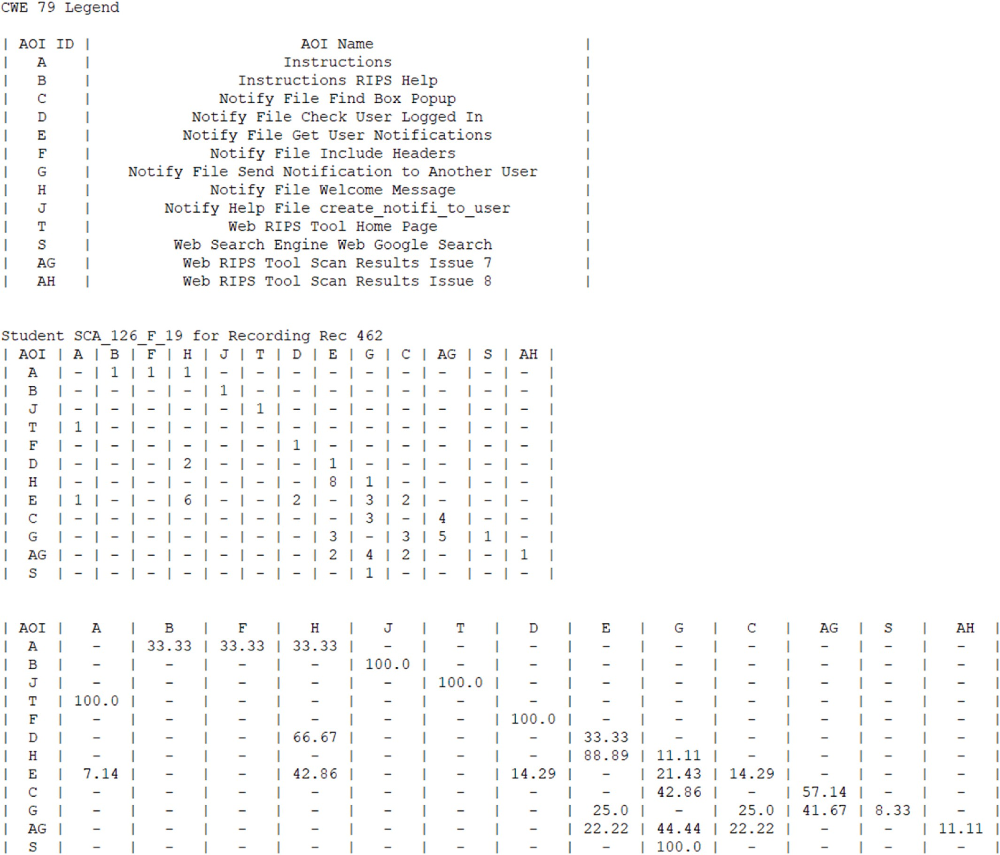 CWE 79 Legend
| AOI ID | AOI Name |
| A | Instructions |
| B | Instructions RIPS Help |
| C | Notify File Find Box Popup |
| D | Notify File Check User Logged In |
| E | Notify File Get User Notifications |
| F | Notify File Include Headers |
| G | Notify File Send Notification to Another User |
| H | Notify File Welcome Message |
| J | Notify Help File create_notifi_to_user |
| T | Web RIPS Tool Home Page |
| S | Web Search Engine Web Google Search |
| AG | Web RIPS Tool Scan Results Issue 7 |
| AH | Web RIPS Tool Scan Results Issue 8 |
Student SCA_126_F_19 for Recording Rec 462
| AOI | A | B | F | H | J | T | D | E | G | C | AG | S | AH |
| A | - | 1 | 1 | 1 | - | - | - | - | - | - | - | - | - |
| B | - | - | - | - | 1 | - | - | - | - | - | - | - | - |
| J | - | - | - | - | - | 1 | - | - | - | - | - | - | - |
| T | 1 | - | - | - | - | - | - | - | - | - | - | - | - |
| F | - | - | - | - | - | - | 1 | - | - | - | - | - | - |
| D | - | - | - | 2 | - | - | - | 1 | - | - | - | - | - |
| H | - | - | - | - | - | - | - | 8 | 1 | - | - | - | - |
| E | 1 | - | - | 6 | - | - | 2 | - | 3 | 2 | - | - | - |
| C | - | - | - | - | - | - | - | - | 3 | - | 4 | - | - |
| G | - | - | - | - | - | - | - | 3 | - | 3 | 5 | 1 | - |
| AG | - | - | - | - | - | - | - | 2 | 4 | 2 | - | - | 1 |
| S | - | - | - | - | - | - | - | - | 1 | - | - | - | - |
| AOI | A | B | F | H | J | T | D | E | G | C | AG | S | AH |
| A | - | 33.33 | 33.33 | 33.33 | - | - | - | - | - | - | - | - | - |
| B | - | - | - | - | 100.0 | - | - | - | - | - | - | - | - |
| J | - | - | - | - | - | 100.0 | - | - | - | - | - | - | - |
| T | 100.0 | - | - | - | - | - | - | - | - | - | - | - | - |
| F | - | - | - | - | - | - | 100.0 | - | - | - | - | - | - |
| D | - | - | - | 66.67 | - | - | - | 33.33 | - | - | - | - | - |
| H | - | - | - | - | - | - | - | 88.89 | 11.11 | - | - | - | - |
| E | 7.14 | - | - | 42.86 | - | - | 14.29 | - | 21.43 | 14.29 | - | - | - |
| C | - | - | - | - | - | - | - | - | 42.86 | - | 57.14 | - | - |
| G | - | - | - | - | - | - | - | 25.0 | - | 25.0 | 41.67 | 8.33 | - |
| AG | - | - | - | - | - | - | - | 22.22 | 44.44 | 22.22 | - | - | 11.11 |
| S | - | - | - | - | - | - | - | - | 100.0 | - | - | - | - |